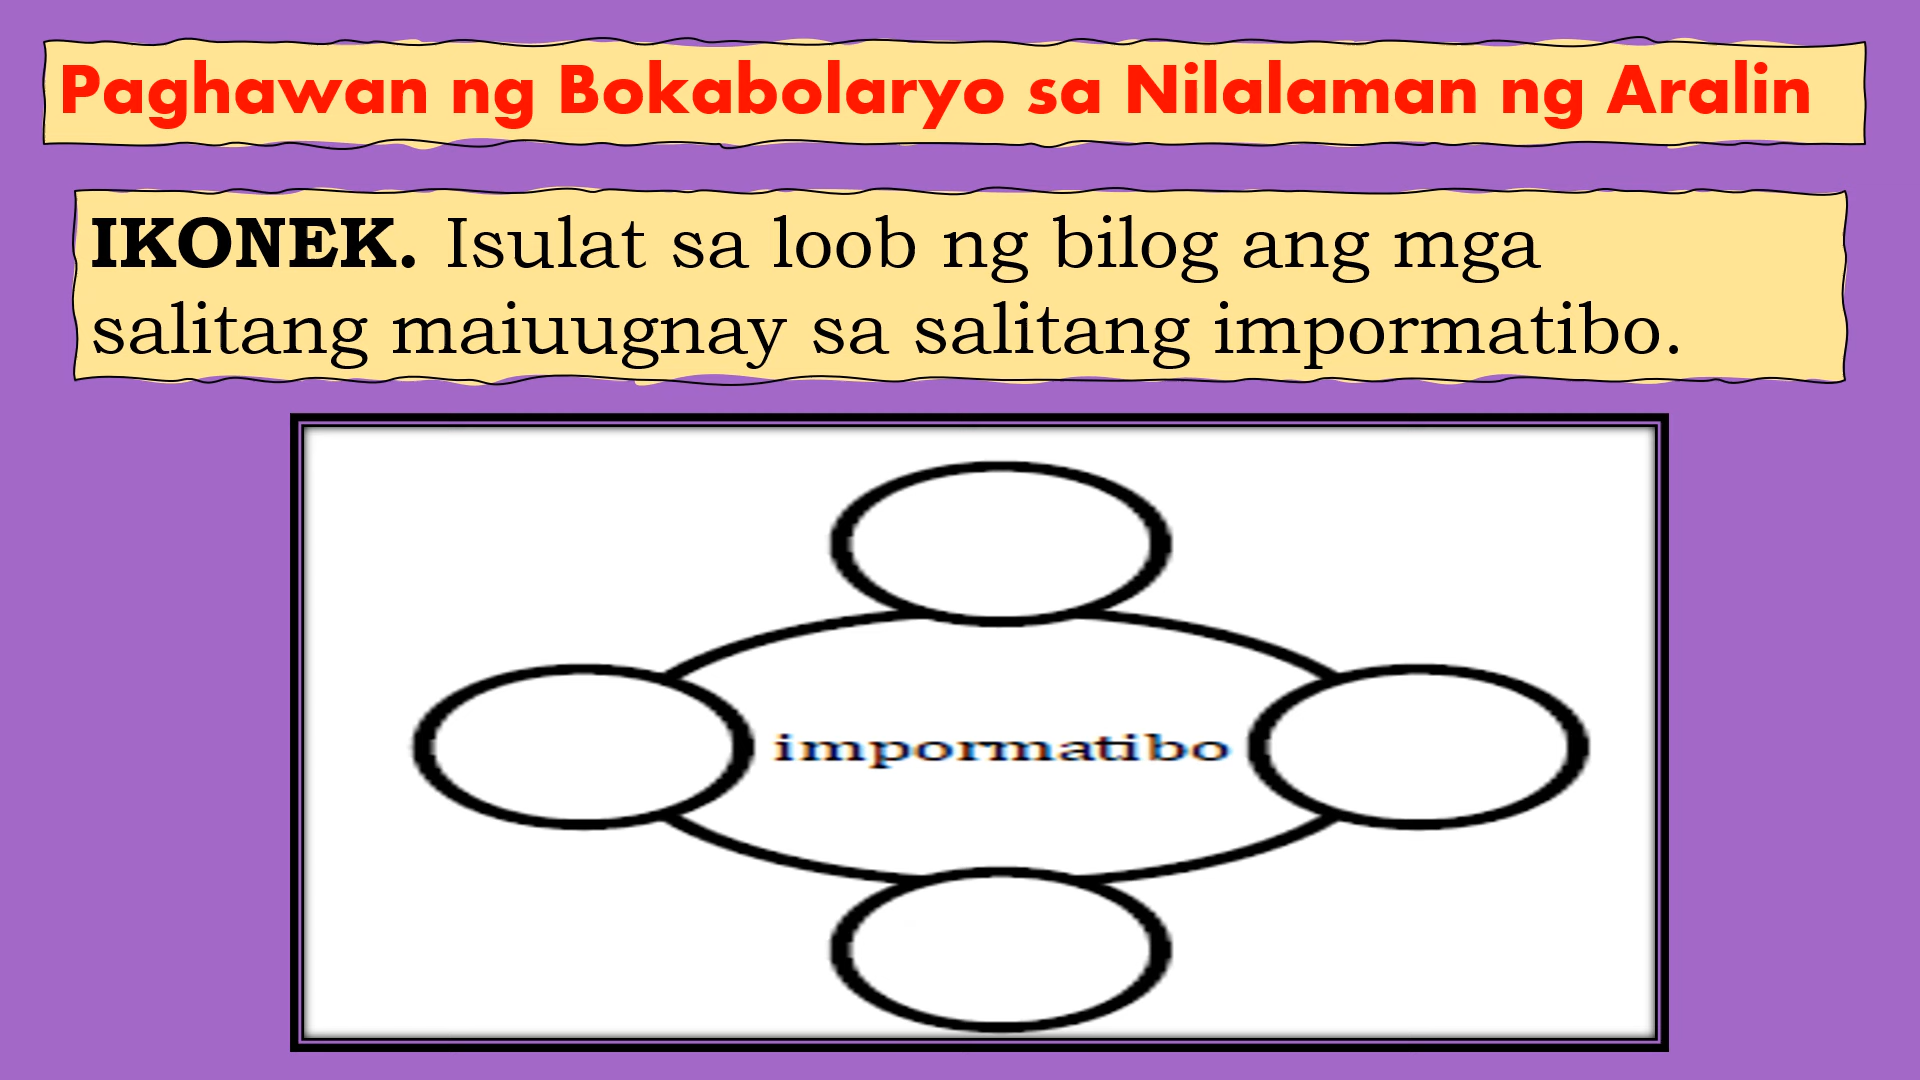 Paghawan ng Bokabolaryo sa Nilalaman ng Aralin
IKONEK. Isulat sa loob ng bilog ang mga
salitang maiuugnay sa salitang impormatibo.
impormatibo